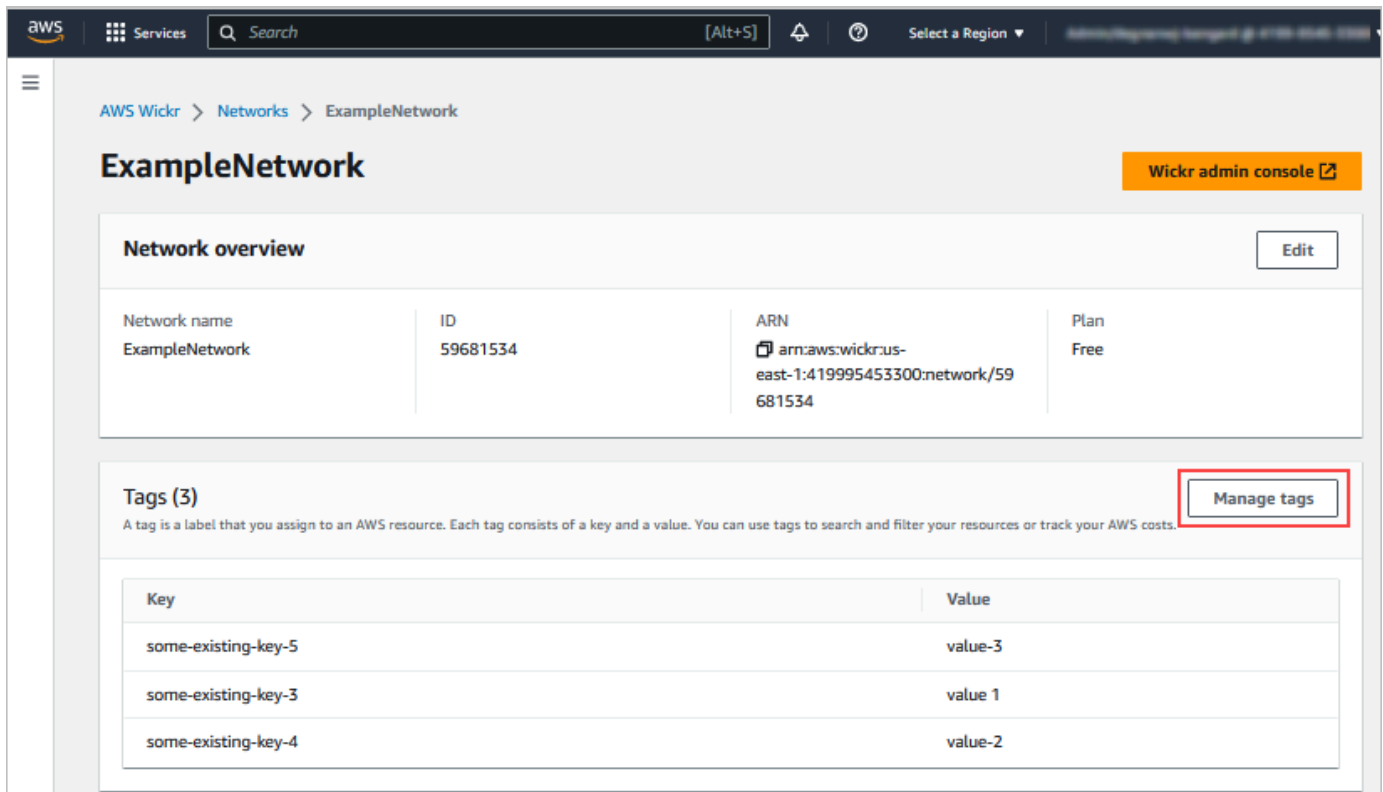 aws Services Search [Alt+S] Select a Region
AWS Wickr Networks ExampleNetwork
ExampleNetwork
Wickr admin console
Network overview
Edit
Network name ID ARN Plan
ExampleNetwork 59681534 arn:aws:wickr:us- Free
east-1:419995453300:network/59
681534
Tags (3)
Manage tags
A tag is a label that you assign to an AWS resource. Each tag consists of a key and a value. You can use tags to search and filter your resources or track your AWS costs.
Key Value
some-existing-key-5 value-3
some-existing-key-3 value 1
some-existing-key-4 value-2